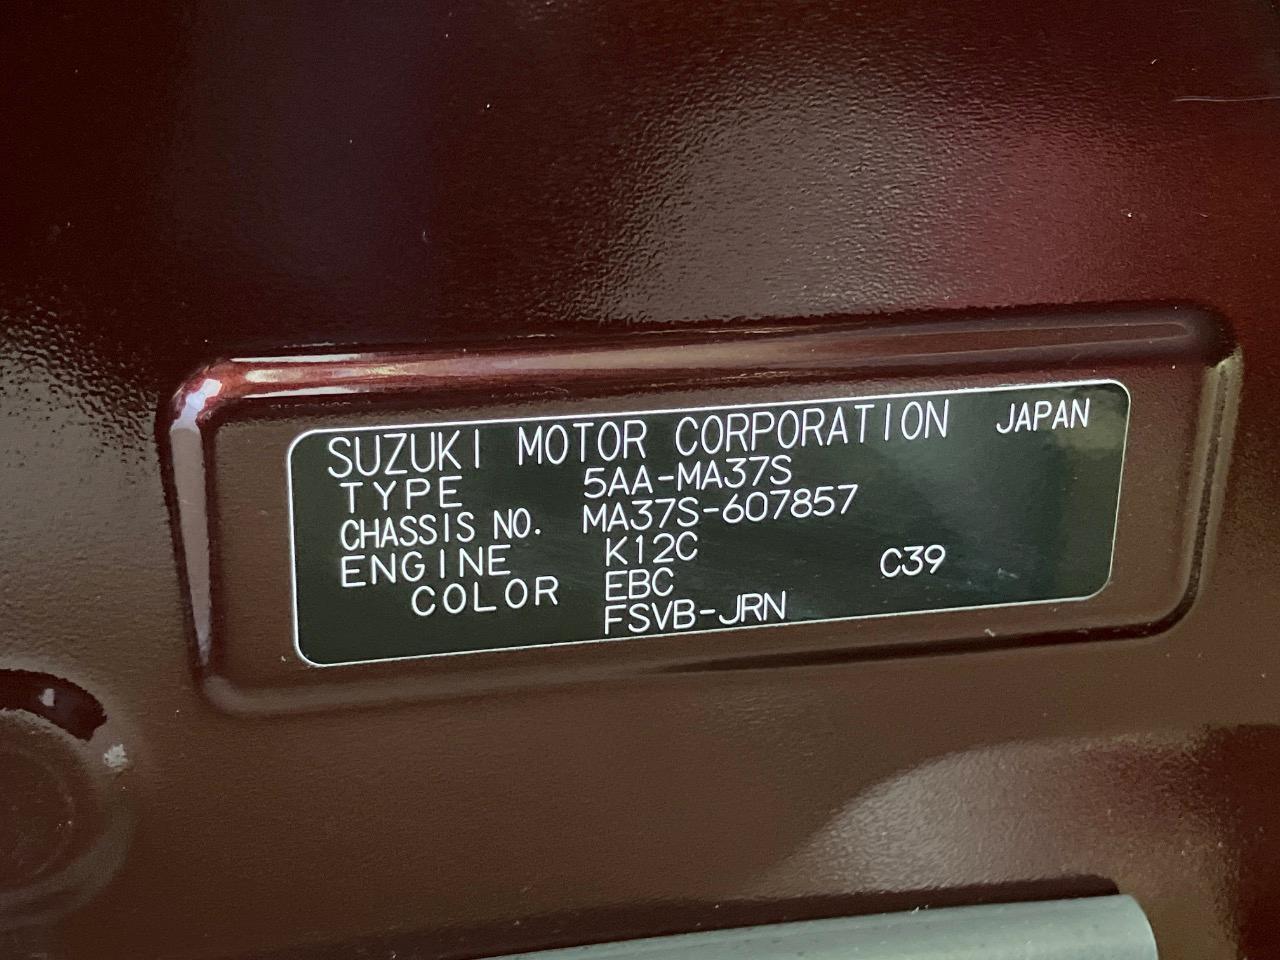 SUZUKI MOTOR CORPORATION JAPAN
TYPE 5AA-MA37S
CHASSIS NO. MA37S-607857
ENGINE K12C
COLOR EBC C39
FSVB-JRN